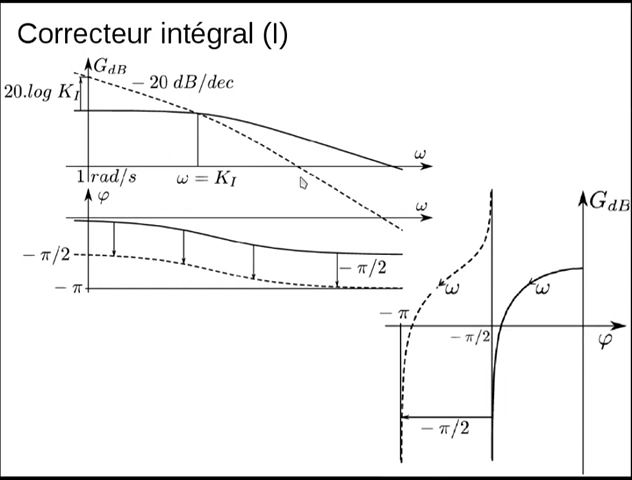 Correcteur intégral (I)
G_dB
− 20 dB/dec
20.log K_I
ω
1 rad/s
ω = K_I
φ
ω
− π/2
− π/2
− π
G_dB
ω
ω
− π
− π/2
φ
− π/2